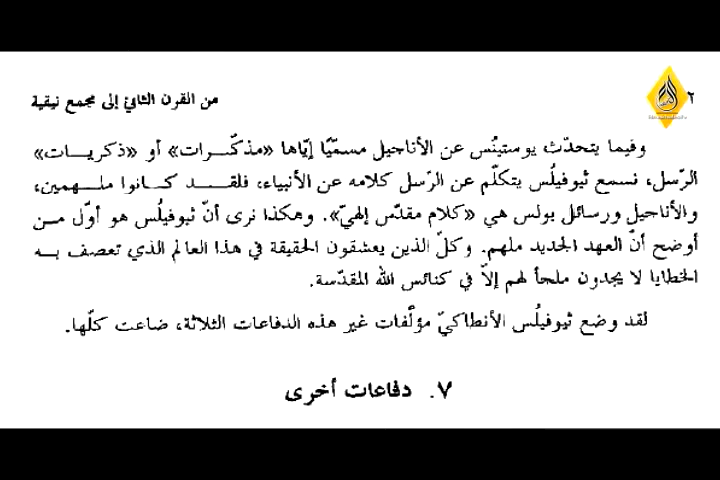 ٢ من القرن الثاني إلى مجمع نيقية
وفيما يتحدّث يوستينُس عن الأناجيل مسمّيًا إيّاها «مذكّرات» أو «ذكريات»
الرّسل، نسمع ثيوفيلُس يتكلّم عن الرّسل كلامه عن الأنبياء، فلقد كانوا ملهمين،
والأناجيل ورسائل بولس هي «كلام مقدّس إلهيّ». وهكذا نرى أنّ ثيوفيلُس هو أوّل من
أوضح أنّ العهد الجديد ملهم. وكلّ الذين يعشقون الحقيقة في هذا العالم الذي تعصف به
الخطايا لا يجدون ملجأ لهم إلاّ في كنائس الله المقدّسة.
لقد وضع ثيوفيلُس الأنطاكيّ مؤلّفات غير هذه الدفاعات الثلاثة، ضاعت كلّها.
٧. دفاعات أخرى